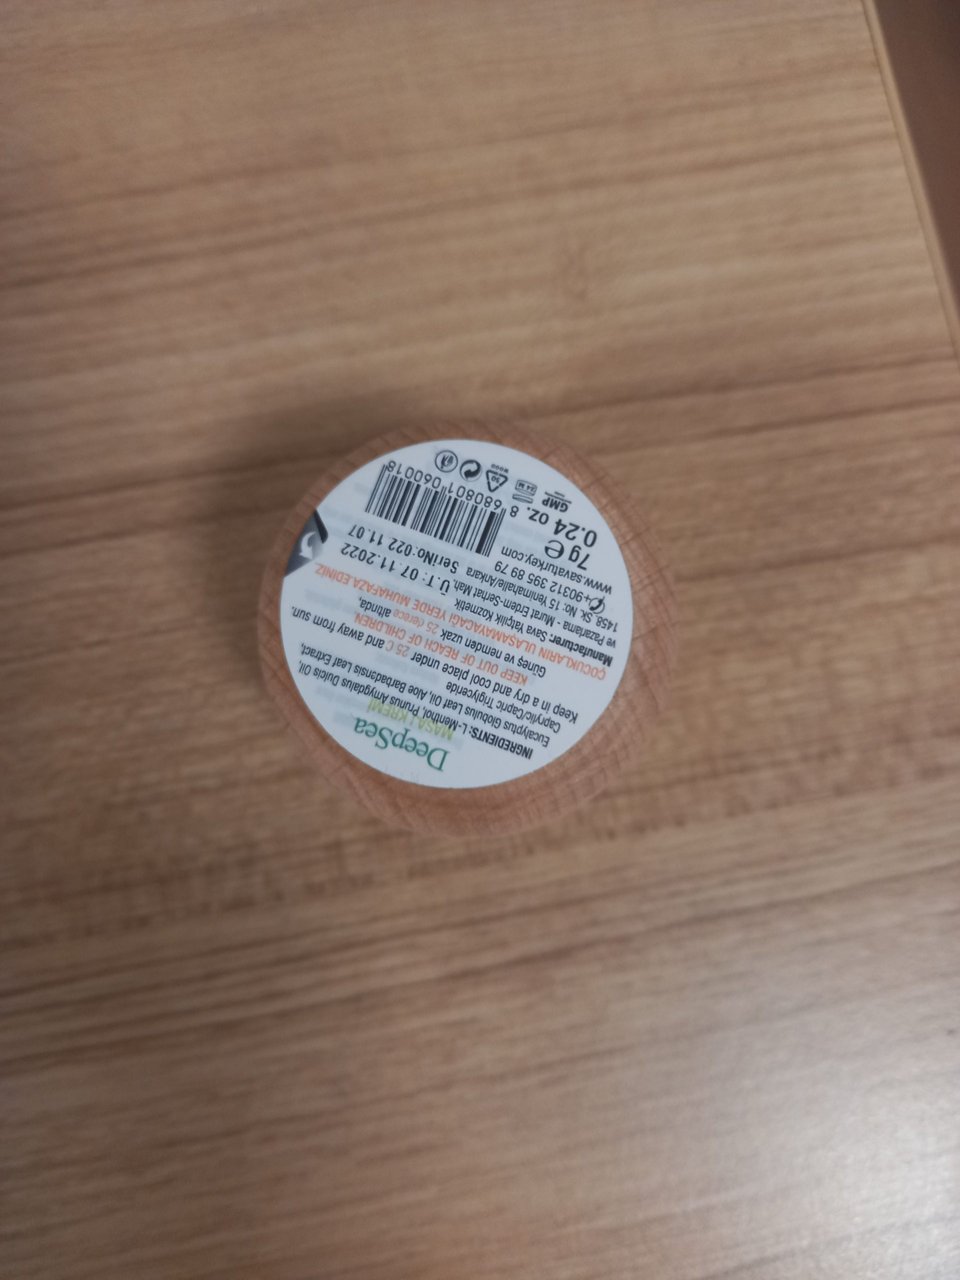 DeepSea
MASAJ KREMİ
INGREDIENTS: L-Menthol, Prunus Amygdalus Dulcis Oil,
Eucalyptus Globulus Leaf Oil, Aloe Barbadensis Leaf Extract,
Caprylic/Capric Triglyceride
Keep in a dry and cool place under 25 C and away from sun.
KEEP OUT OF REACH OF CHILDREN
Güneş ve nemden uzak 25 derece altında,
ÇOCUKLARIN ULAŞAMAYACAĞI YERDE MUHAFAZA EDİNİZ
Manufacturer: Sava Yatçılık Kozmetik
ve Pazarlama - Murat Erdem-Serhat Mah.
1458. Sk. No: 15 Yenimahalle/Ankara
+90312 395 89 79
www.savaturkey.com
Ü.T: 07.11.2022
SeriNo:022 11.07
7g e
0.24 oz.
8 680801 060018
GMP
24 M
50
WOOD